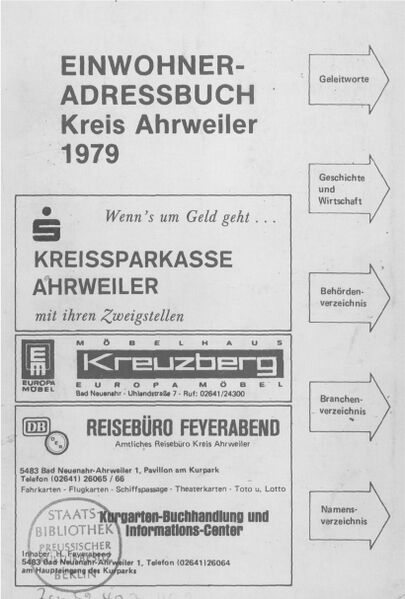 EINWOHNER-
ADRESSBUCH
Kreis Ahrweiler
1979
Geleitworte
Geschichte
und
Wirtschaft
Behörden-
verzeichnis
Branchen-
verzeichnis
Namens-
verzeichnis
Wenn's um Geld geht . . .
KREISSPARKASSE
AHRWEILER
mit ihren Zweigstellen
EM
EUROPA
MÖBEL
MÖBELHAUS
Kreuzberg
EUROPA MÖBEL
Bad Neuenahr - Uhlandstraße 7 - Ruf: 02641/24300
DB
DER
REISEBÜRO FEYERABEND
Amtliches Reisebüro Kreis Ahrweiler
5483 Bad Neuenahr-Ahrweiler 1, Pavillon am Kurpark
Telefon (02641) 26065 / 66
Fahrkarten - Flugkarten - Schiffspassage - Theaterkarten - Toto u. Lotto
Kurgarten-Buchhandlung und
Informations-Center
Inhaber: H. Feyerabend
5483 Bad Neuenahr-Ahrweiler 1, Telefon (02641)26064
am Haupteingang des Kurparks
STAATS-
BIBLIOTHEK
PREUSSISCHER
BERLIN